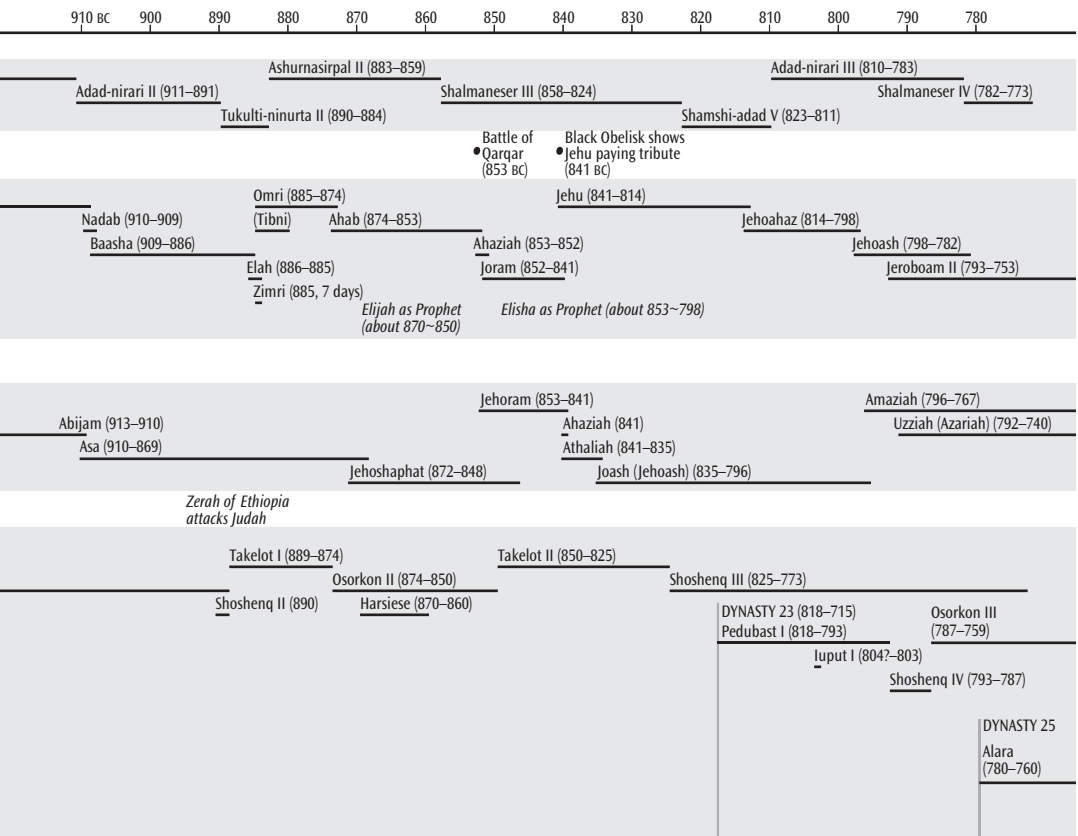 910 BC 900 890 880 870 860 850 840 830 820 810 800 790 780
Ashurnasirpal II (883–859)
Adad-nirari III (810–783)
Adad-nirari II (911–891)
Shalmaneser III (858–824)
Shalmaneser IV (782–773)
Tukulti-ninurta II (890–884)
Shamshi-adad V (823–811)
Battle of
Qarqar
(853 BC)
Black Obelisk shows
Jehu paying tribute
(841 BC)
Omri (885–874)
Jehu (841–814)
Nadab (910–909)
(Tibni)
Ahab (874–853)
Jehoahaz (814–798)
Baasha (909–886)
Ahaziah (853–852)
Jehoash (798–782)
Elah (886–885)
Joram (852–841)
Jeroboam II (793–753)
Zimri (885, 7 days)
Elijah as Prophet
(about 870~850)
Elisha as Prophet (about 853~798)
Jehoram (853–841)
Amaziah (796–767)
Abijam (913–910)
Ahaziah (841)
Uzziah (Azariah) (792–740)
Asa (910–869)
Athaliah (841–835)
Jehoshaphat (872–848)
Joash (Jehoash) (835–796)
Zerah of Ethiopia
attacks Judah
Takelot I (889–874)
Takelot II (850–825)
Osorkon II (874–850)
Shoshenq III (825–773)
Shoshenq II (890)
Harsiese (870–860)
DYNASTY 23 (818–715)
Pedubast I (818–793)
Osorkon III
(787–759)
Iuput I (804?–803)
Shoshenq IV (793–787)
DYNASTY 25
Alara
(780–760)